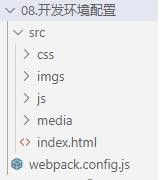 08.开发环境配置
src
css
imgs
js
media
index.html
webpack.config.js